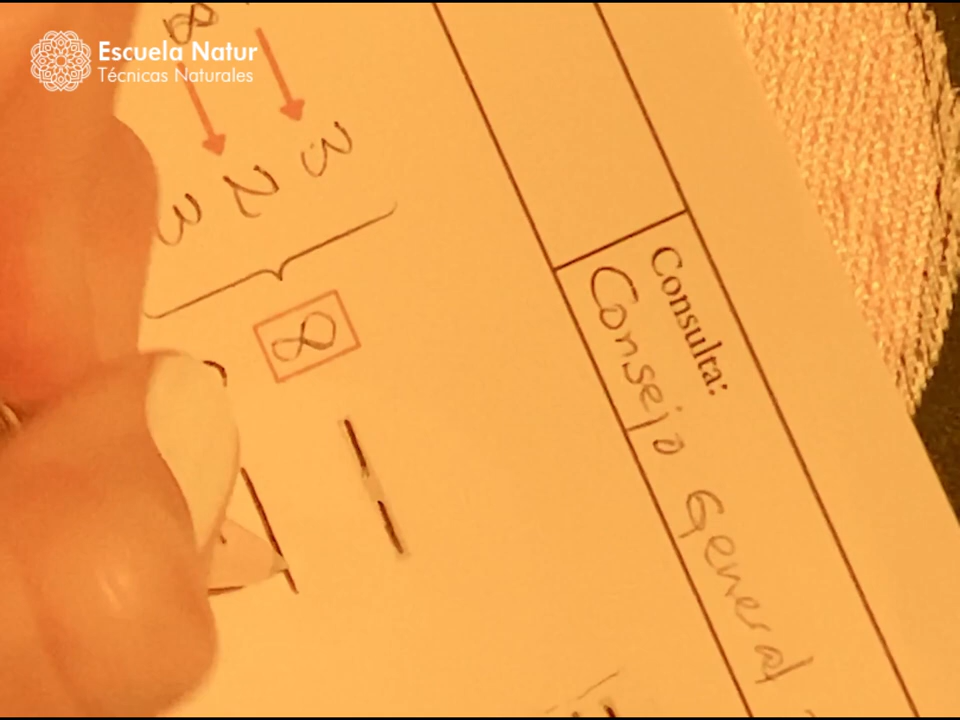 Escuela Natur
Técnicas Naturales
8
3 2 3
8
Consulta:
Consejo General